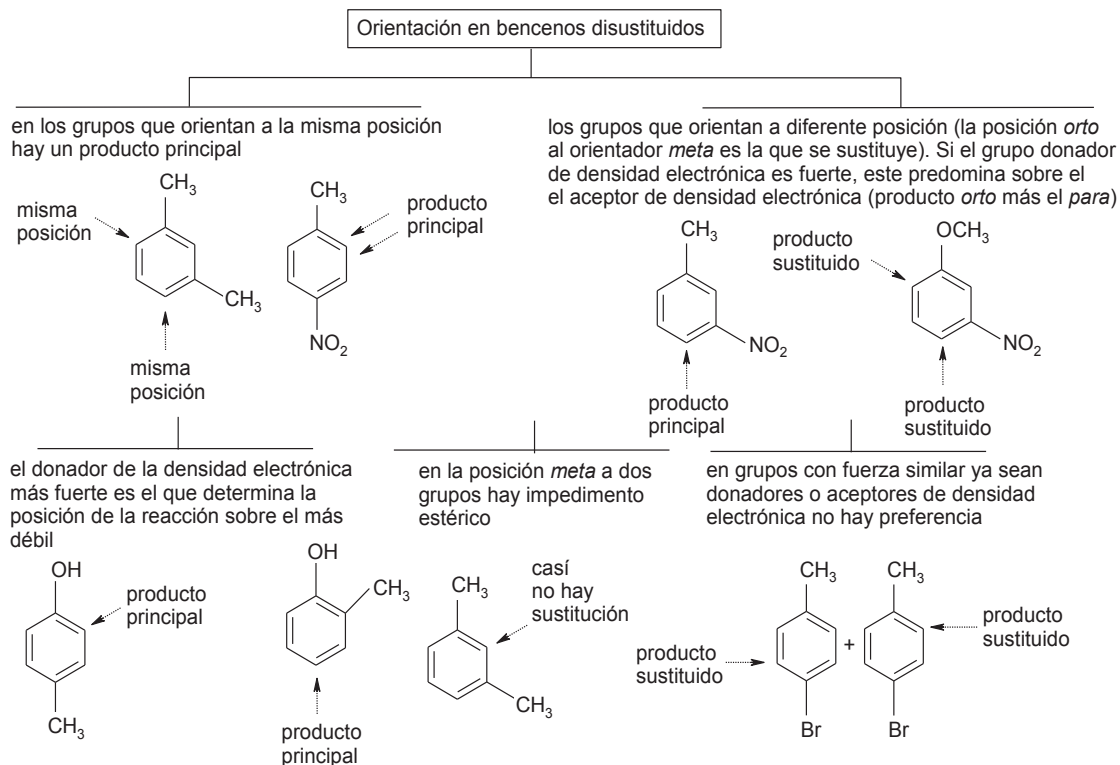 Orientación en bencenos disustituidos
en los grupos que orientan a la misma posición
hay un producto principal
CH3
misma
posición
CH3
misma
posición
CH3
producto
principal
NO2
los grupos que orientan a diferente posición (la posición orto
al orientador meta es la que se sustituye). Si el grupo donador
de densidad electrónica es fuerte, este predomina sobre el
el aceptor de densidad electrónica (producto orto más el para)
CH3
NO2
producto
principal
OCH3
producto
sustituido
NO2
producto
sustituido
el donador de la densidad electrónica
más fuerte es el que determina la
posición de la reacción sobre el más
débil
OH
producto
principal
CH3
OH
CH3
producto
principal
en la posición meta a dos
grupos hay impedimento
estérico
CH3
casí
no hay
sustitución
CH3
en grupos con fuerza similar ya sean
donadores o aceptores de densidad
electrónica no hay preferencia
CH3
producto
sustituido
Br
+
CH3
producto
sustituido
Br